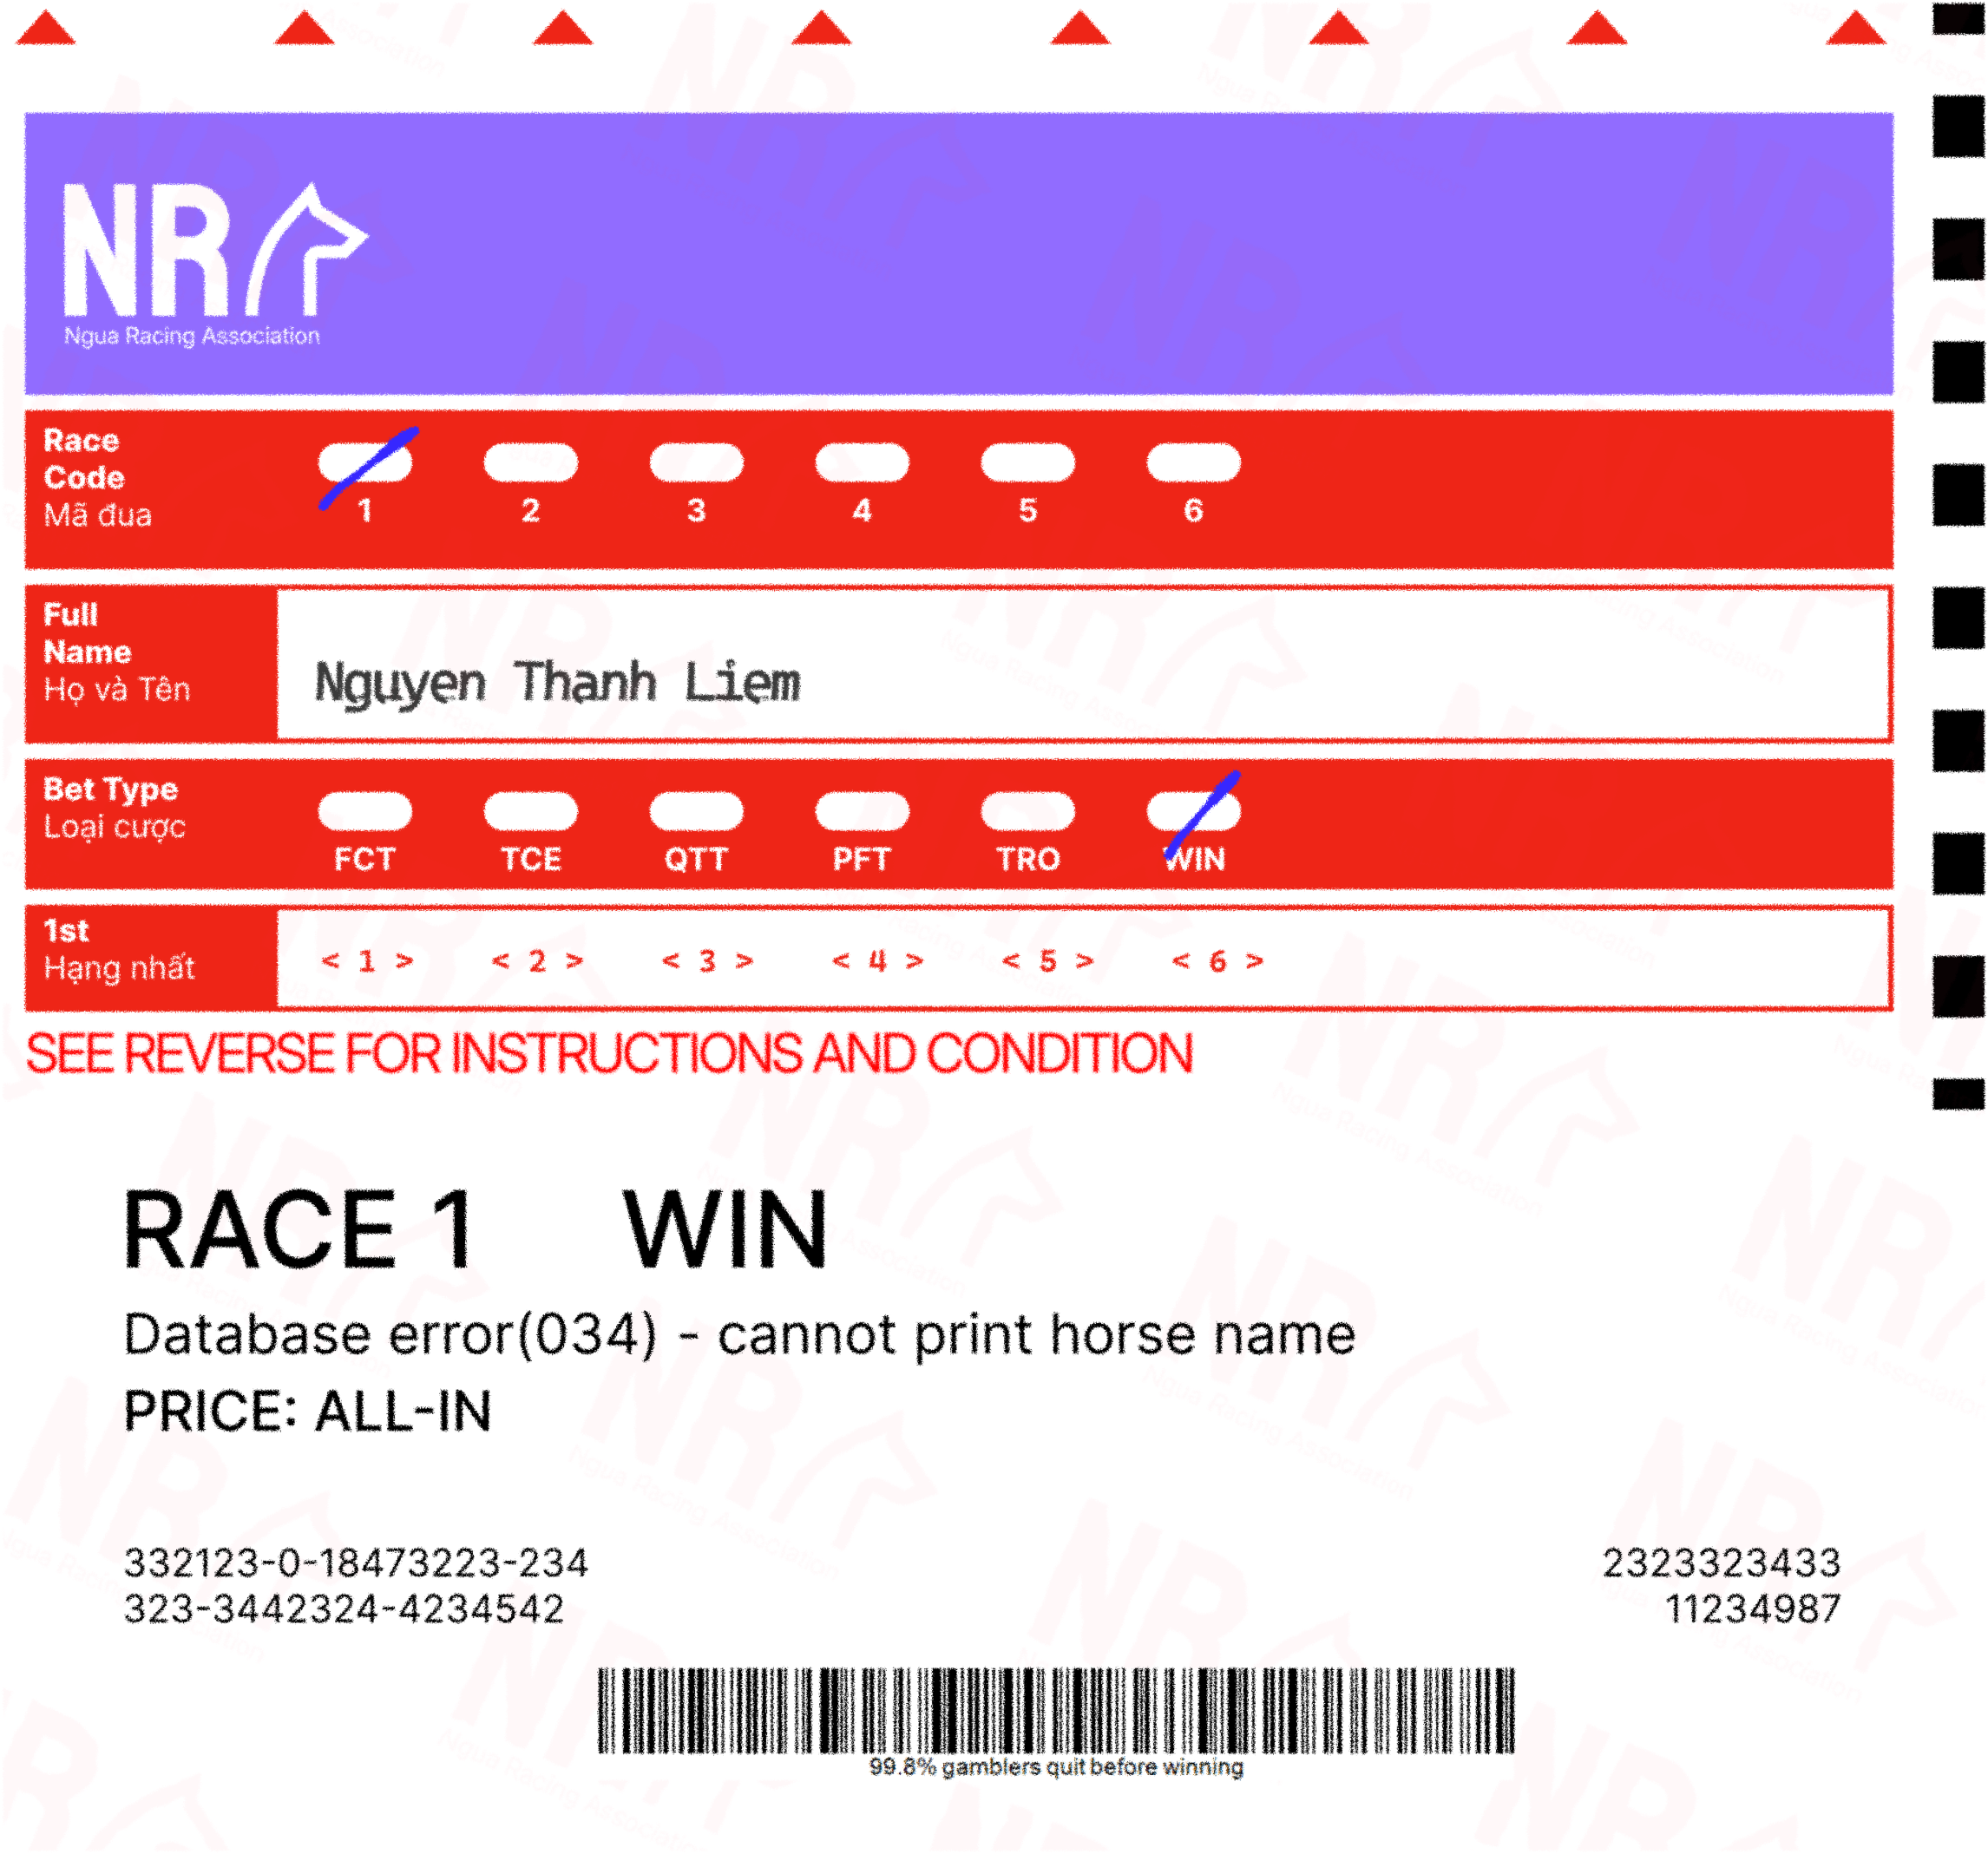 NR
Ngua Racing Association
Race Code
Mã đua
1 2 3 4 5 6
Full Name
Họ và Tên
Nguyen Thanh Liem
Bet Type
Loại cược
FCT TCE QTT PFT TRO WIN
1st
Hạng nhất
< 1 > < 2 > < 3 > < 4 > < 5 > < 6 >
SEE REVERSE FOR INSTRUCTIONS AND CONDITION
RACE 1 WIN
Database error(034) - cannot print horse name
PRICE: ALL-IN
332123-0-18473223-234 2323323433
323-3442324-4234542 11234987
99.8% gamblers quit before winning